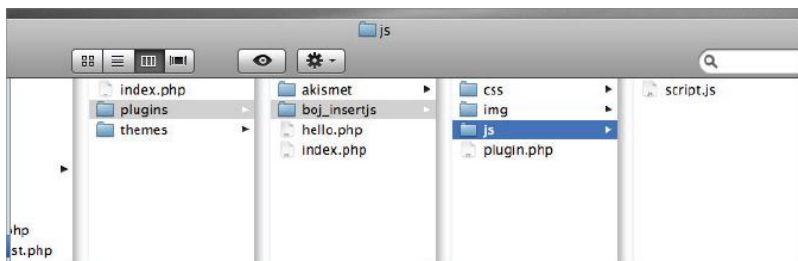 js
index.php
plugins
themes
akismet
boj_insertjs
hello.php
index.php
css
img
js
plugin.php
script.js
hp
st.php